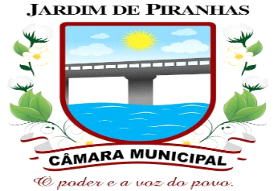 JARDIM DE PIRANHAS
CÂMARA MUNICIPAL
O poder e a voz do povo.